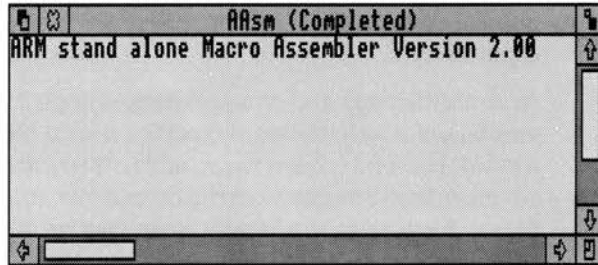 AAsm (Completed)
ARM stand alone Macro Assembler Version 2.00